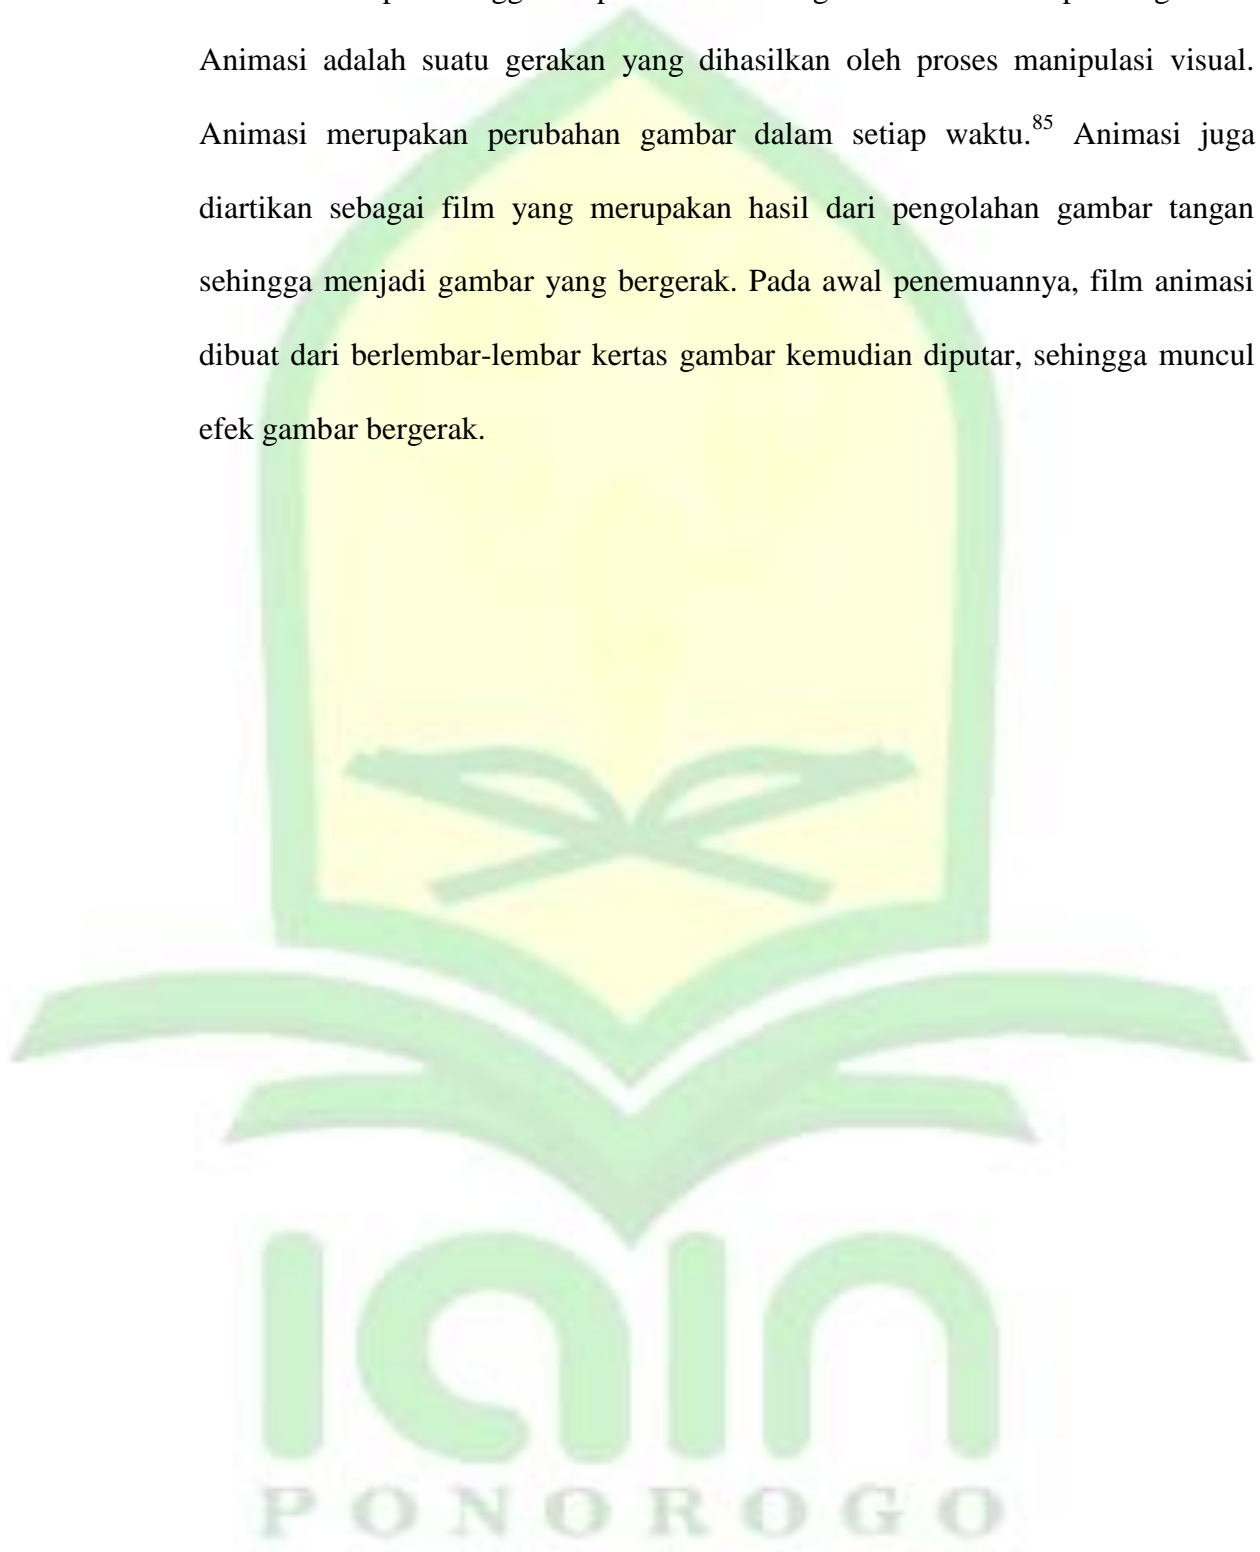 Animasi adalah suatu gerakan yang dihasilkan oleh proses manipulasi visual.
Animasi merupakan perubahan gambar dalam setiap waktu.85 Animasi juga
diartikan sebagai film yang merupakan hasil dari pengolahan gambar tangan
sehingga menjadi gambar yang bergerak. Pada awal penemuannya, film animasi
dibuat dari berlembar-lembar kertas gambar kemudian diputar, sehingga muncul
efek gambar bergerak.
iain
PONOROGO